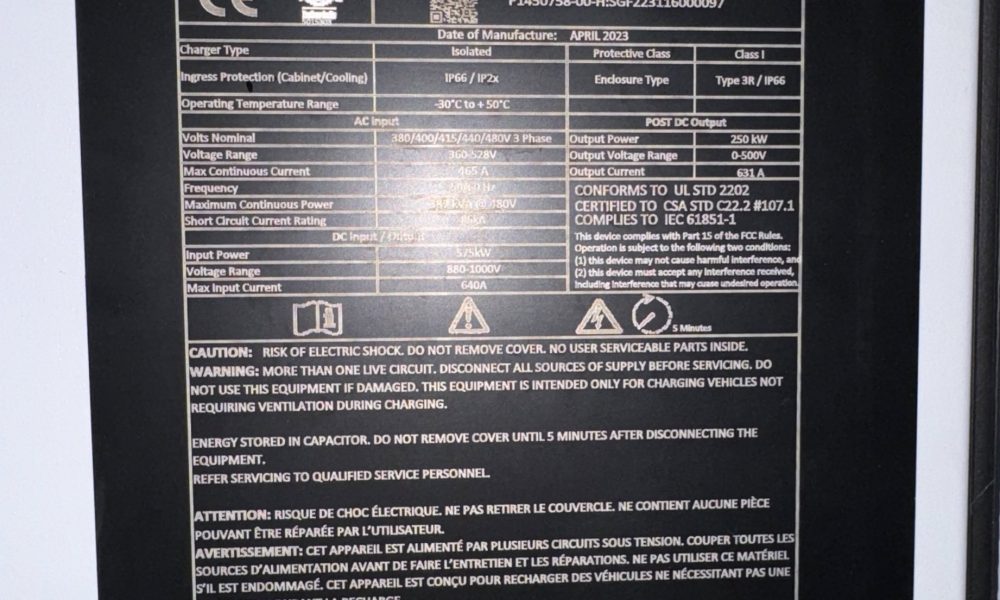 P1450758-00-H:SGF223116000097
Date of Manufacture: APRIL 2023
Charger Type Isolated Protective Class Class I
Ingress Protection (Cabinet/Cooling) IP66 / IP2x Enclosure Type Type 3R / IP66
Operating Temperature Range -30°C to + 50°C
AC Input POST DC Output
Volts Nominal 380/400/415/440/480V 3 Phase Output Power 250 kW
Voltage Range 360-528V Output Voltage Range 0-500V
Max Continuous Current 465 A Output Current 631 A
Frequency
Maximum Continuous Power @ 480V
Short Circuit Current Rating
CONFORMS TO UL STD 2202
CERTIFIED TO CSA STD C22.2 #107.1
COMPLIES TO IEC 61851-1
DC Input / Output
Input Power 575kW
Voltage Range 880-1000V
Max Input Current 640A
This device complies with Part 15 of the FCC Rules.
Operation is subject to the following two conditions:
(1) this device may not cause harmful interference, and
(2) this device must accept any interference received,
including interference that may cuase undesired operation.
5 Minutes
CAUTION: RISK OF ELECTRIC SHOCK. DO NOT REMOVE COVER. NO USER SERVICEABLE PARTS INSIDE.
WARNING: MORE THAN ONE LIVE CIRCUIT. DISCONNECT ALL SOURCES OF SUPPLY BEFORE SERVICING. DO
NOT USE THIS EQUIPMENT IF DAMAGED. THIS EQUIPMENT IS INTENDED ONLY FOR CHARGING VEHICLES NOT
REQUIRING VENTILATION DURING CHARGING.
ENERGY STORED IN CAPACITOR. DO NOT REMOVE COVER UNTIL 5 MINUTES AFTER DISCONNECTING THE
EQUIPMENT.
REFER SERVICING TO QUALIFIED SERVICE PERSONNEL.
ATTENTION: RISQUE DE CHOC ÉLECTRIQUE. NE PAS RETIRER LE COUVERCLE. NE CONTIENT AUCUNE PIÈCE
POUVANT ÊTRE RÉPARÉE PAR L'UTILISATEUR.
AVERTISSEMENT: CET APPAREIL EST ALIMENTÉ PAR PLUSIEURS CIRCUITS SOUS TENSION. COUPER TOUTES LES
SOURCES D'ALIMENTATION AVANT DE FAIRE L'ENTRETIEN ET LES RÉPARATIONS. NE PAS UTILISER CE MATÉRIEL
S'IL EST ENDOMMAGÉ. CET APPAREIL EST CONÇU POUR RECHARGER DES VÉHICULES NE NÉCESSITANT PAS UNE